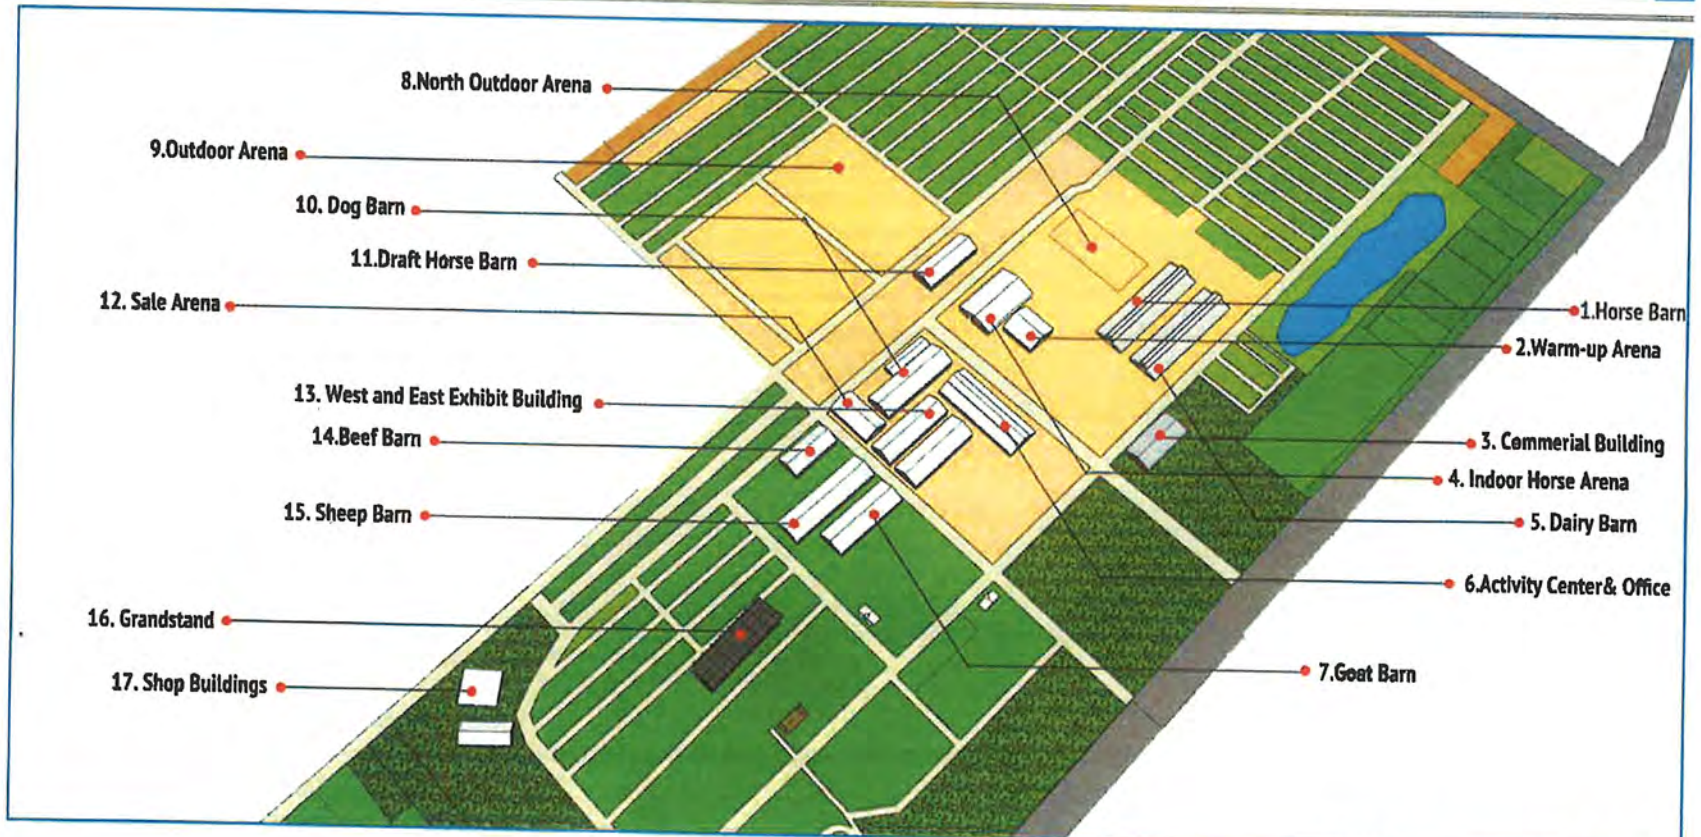 8.North Outdoor Arena
9.Outdoor Arena
10. Dog Barn
11.Draft Horse Barn
12. Sale Arena
13. West and East Exhibit Building
14.Beef Barn
15. Sheep Barn
16. Grandstand
17. Shop Buildings
1.Horse Barn
2.Warm-up Arena
3. Commerial Building
4. Indoor Horse Arena
5. Dairy Barn
6.Activity Center& Office
7.Goat Barn